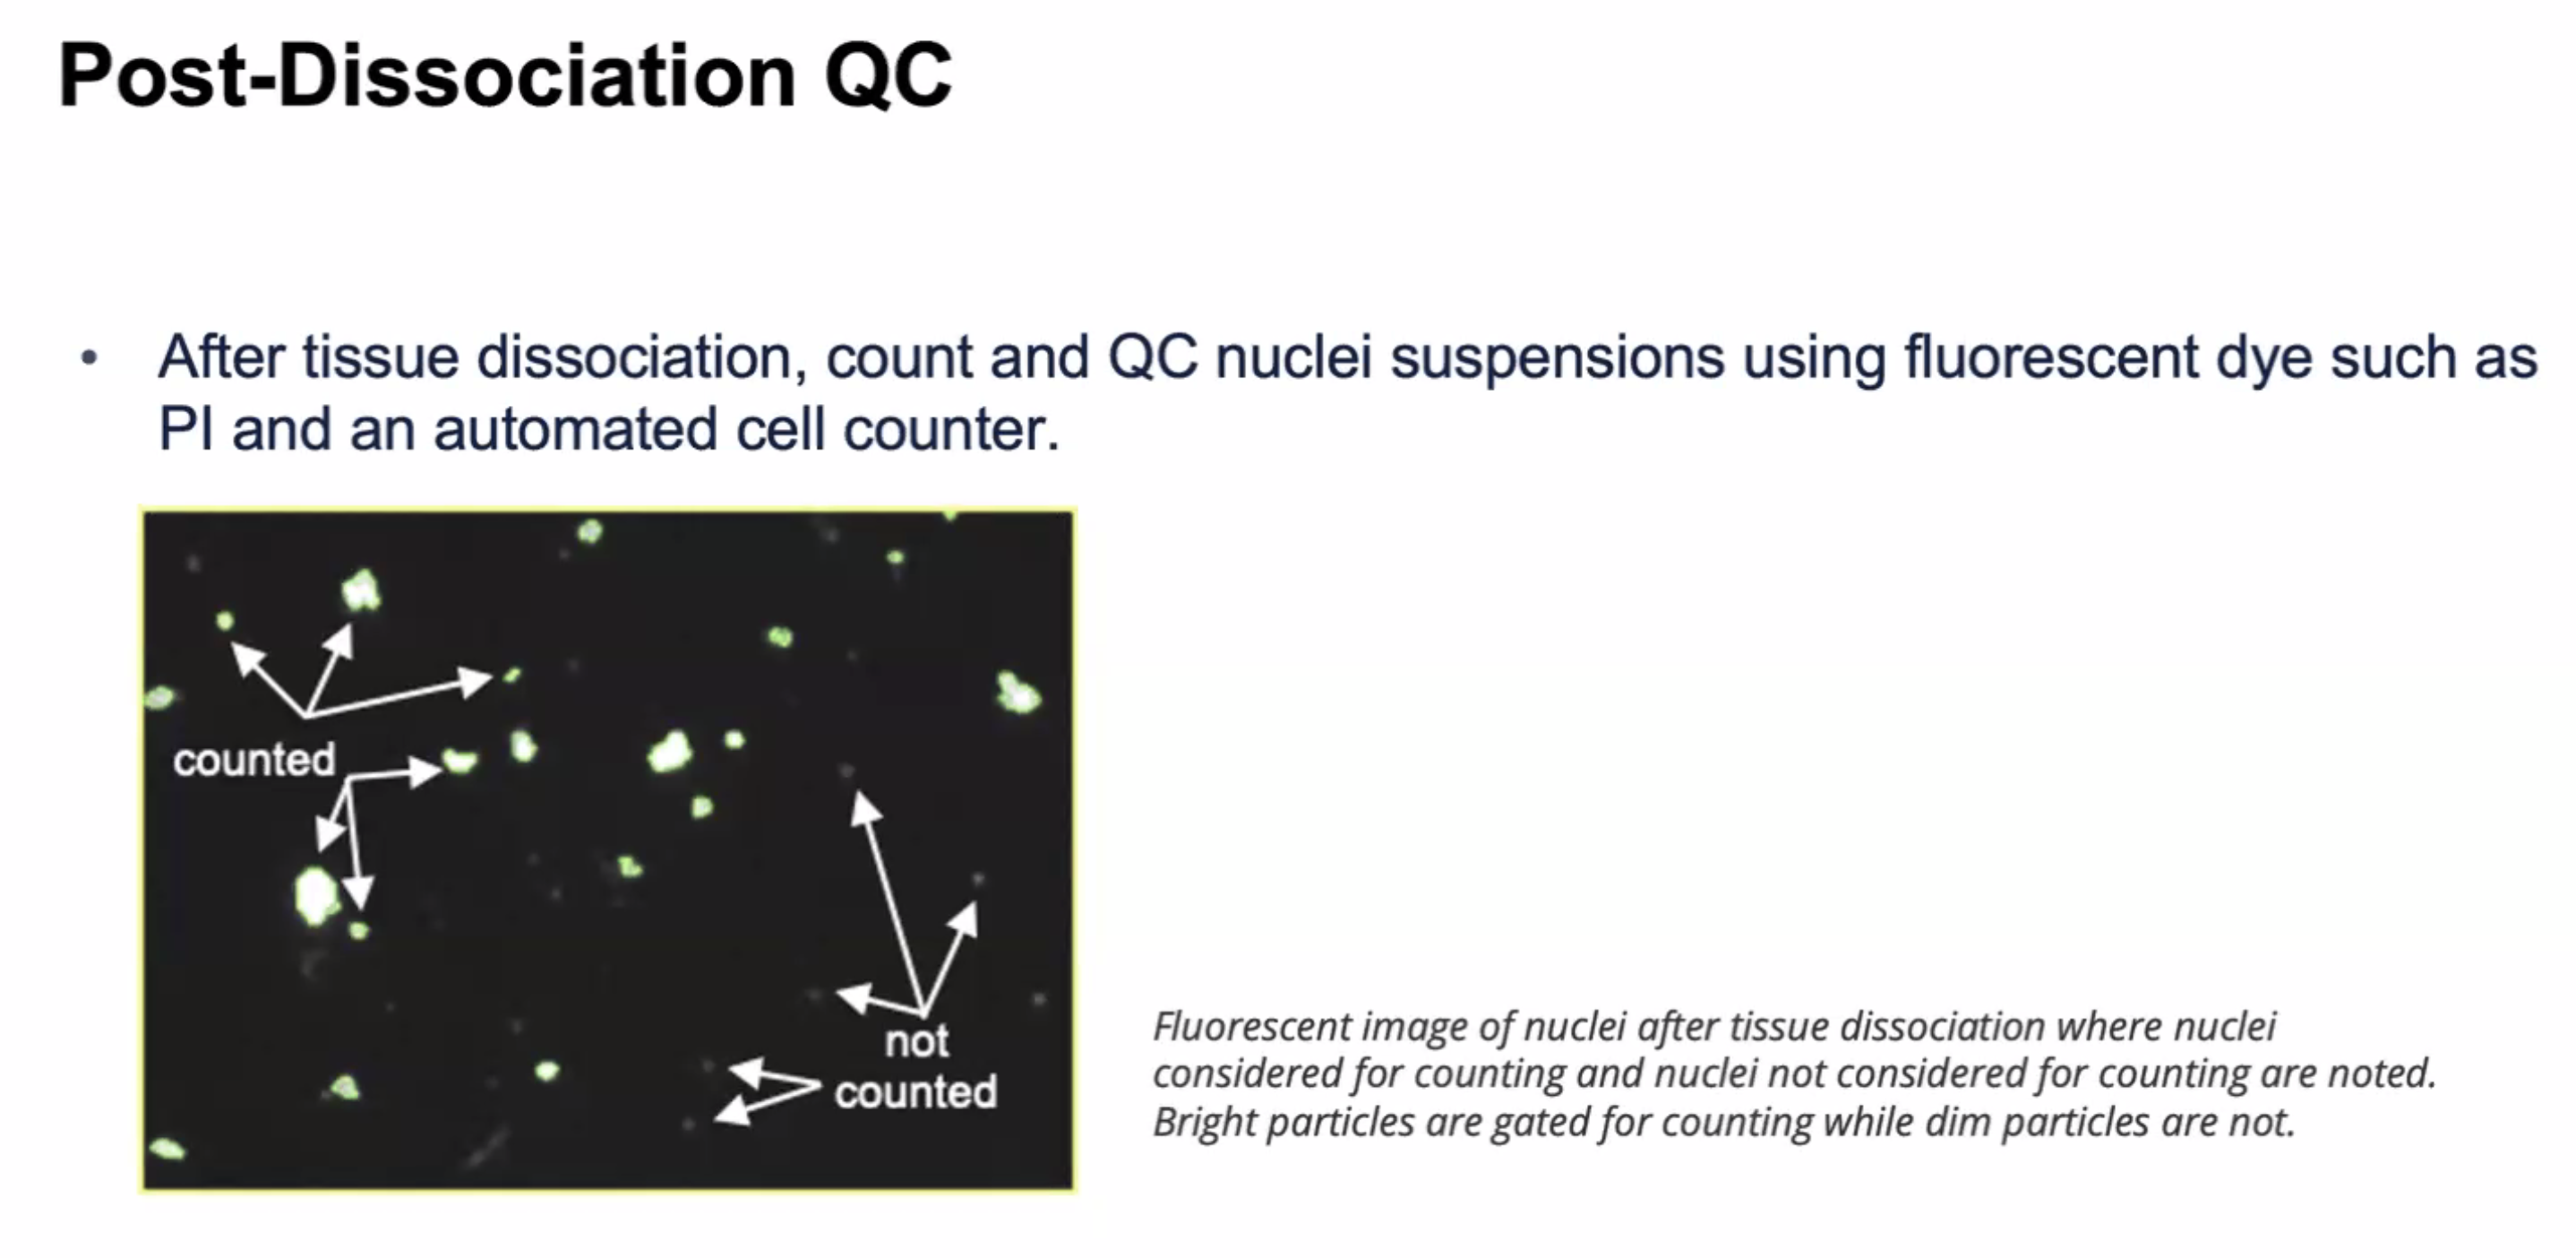 Post-Dissociation QC
• After tissue dissociation, count and QC nuclei suspensions using fluorescent dye such as
PI and an automated cell counter.
counted
not
counted
Fluorescent image of nuclei after tissue dissociation where nuclei
considered for counting and nuclei not considered for counting are noted.
Bright particles are gated for counting while dim particles are not.